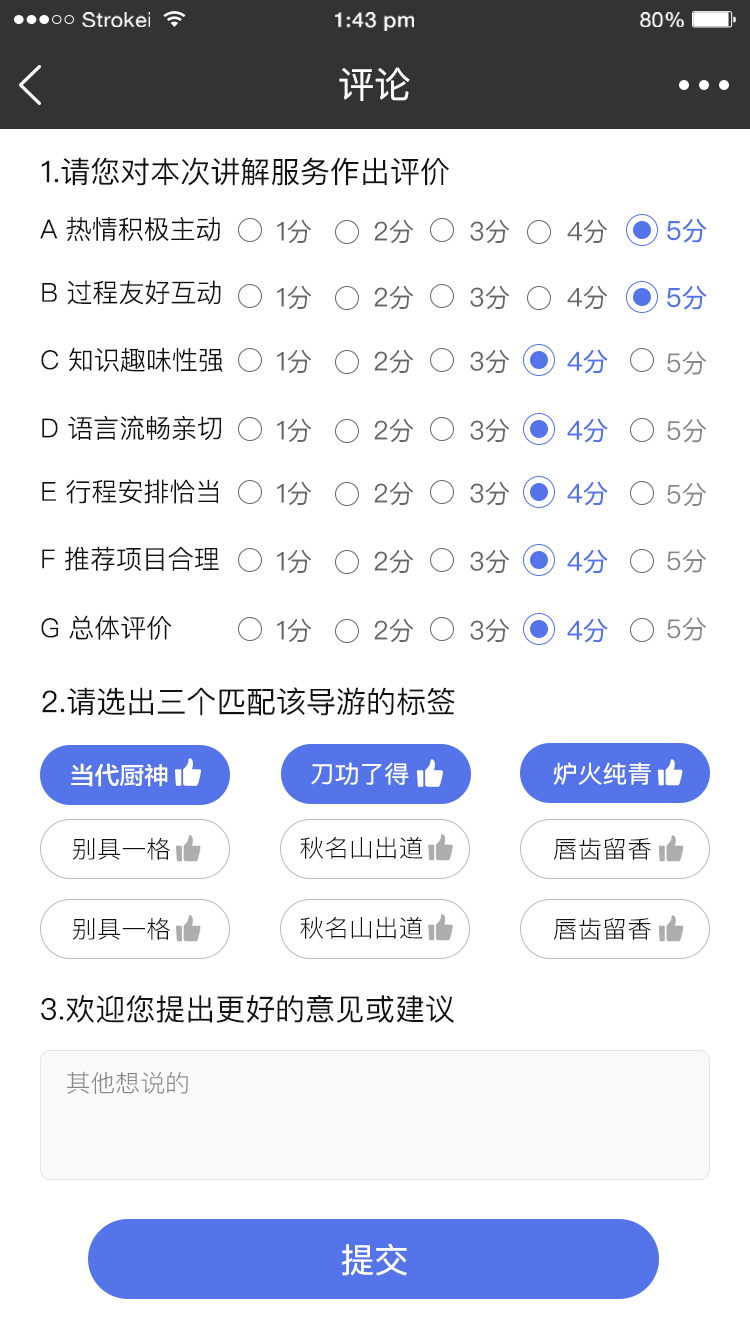 Strokei 1:43 pm 80%
评论
1.请您对本次讲解服务作出评价
A 热情积极主动 1分 2分 3分 4分 5分
B 过程友好互动 1分 2分 3分 4分 5分
C 知识趣味性强 1分 2分 3分 4分 5分
D 语言流畅亲切 1分 2分 3分 4分 5分
E 行程安排恰当 1分 2分 3分 4分 5分
F 推荐项目合理 1分 2分 3分 4分 5分
G 总体评价 1分 2分 3分 4分 5分
2.请选出三个匹配该导游的标签
当代厨神 刀功了得 炉火纯青
别具一格 秋名山出道 唇齿留香
别具一格 秋名山出道 唇齿留香
3.欢迎您提出更好的意见或建议
其他想说的
提交